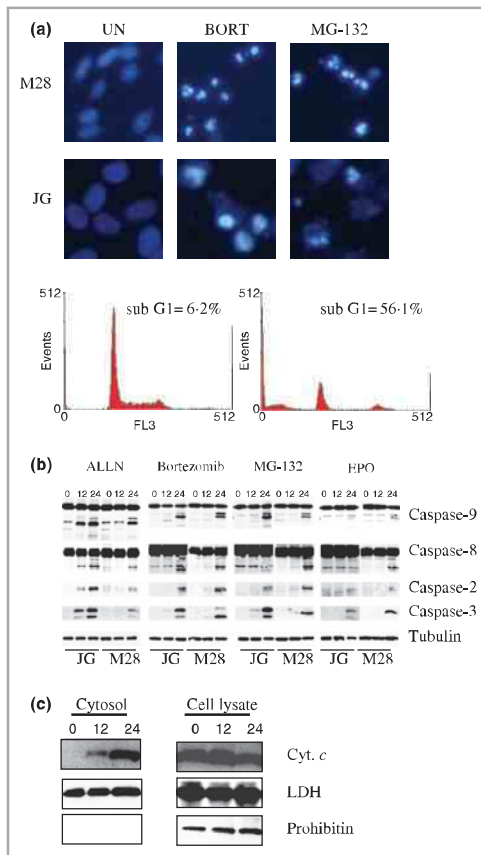 (a)
UN BORT MG-132
M28
JG
512 sub G1= 6·2% 512 sub G1= 56·1%
Events Events
0 0
0 FL3 512 0 FL3 512
(b)
ALLN Bortezomib MG-132 EPO
0 12 24 0 12 24 0 12 24 0 12 24 0 12 24 0 12 24 0 12 24 0 12 24
Caspase-9
Caspase-8
Caspase-2
Caspase-3
Tubulin
JG M28 JG M28 JG M28 JG M28
(c)
Cytosol Cell lysate
0 12 24 0 12 24
Cyt. c
LDH
Prohibitin